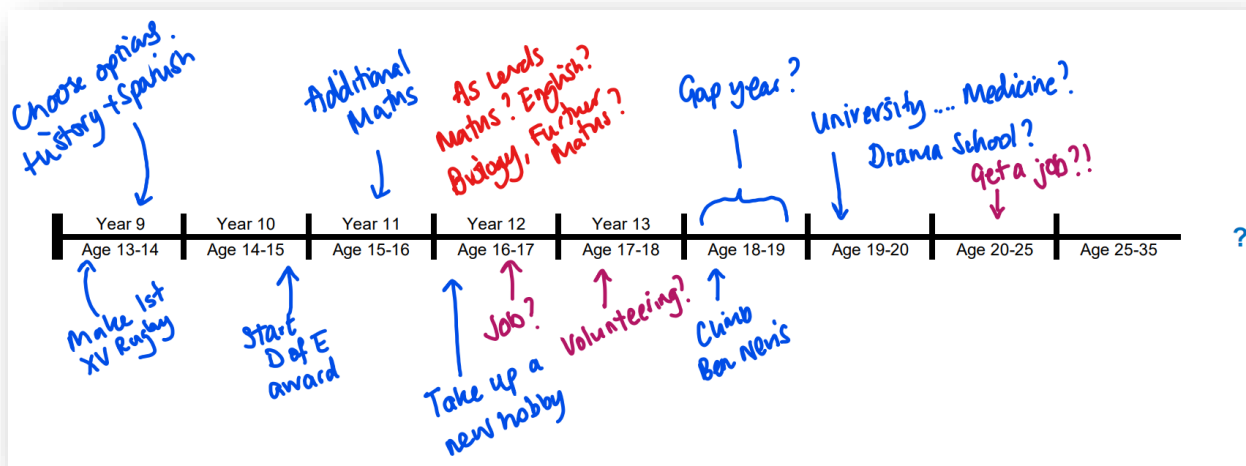 Choose options.
History + Spanish
Additional
Maths
As Levels
Maths? English?
Biology, Further
Maths?
Gap year?
University .... Medicine?
Drama School?
get a job?!
Year 9
Year 10
Year 11
Year 12
Year 13
Age 13-14
Age 14-15
Age 15-16
Age 16-17
Age 17-18
Age 18-19
Age 19-20
Age 20-25
Age 25-35
?
Make 1st
XV Rugby
Start
D of E
award
Take up a
new hobby
Job?
Volunteering?
Climb
Ben Nevis